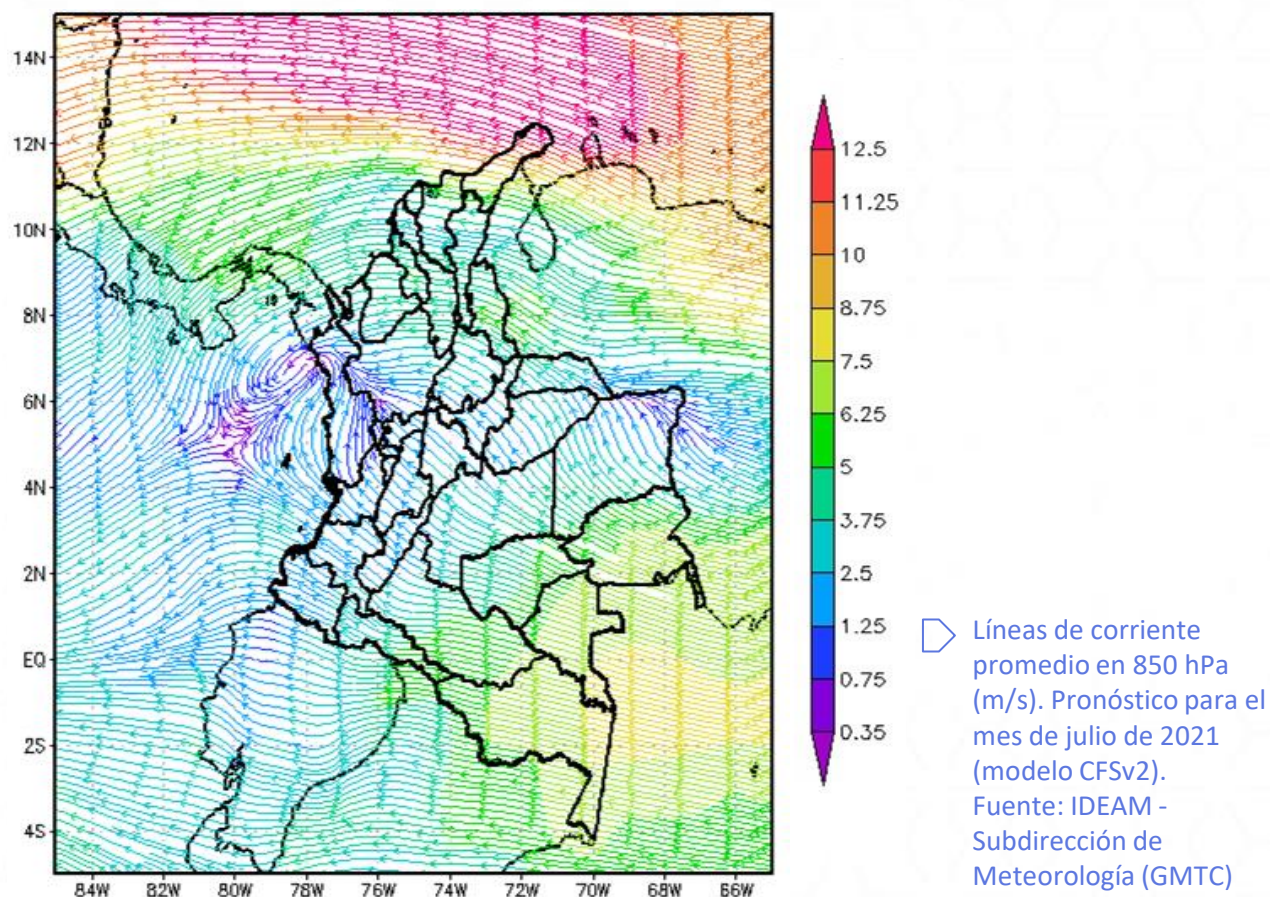 14N
12N
10N
8N
6N
4N
2N
EQ
2S
4S
84W 82W 80W 78W 76W 74W 72W 70W 68W 66W
12.5
11.25
10
8.75
7.5
6.25
5
3.75
2.5
1.25
0.75
0.35
Líneas de corriente
promedio en 850 hPa
(m/s). Pronóstico para el
mes de julio de 2021
(modelo CFSv2).
Fuente: IDEAM -
Subdirección de
Meteorología (GMTC)